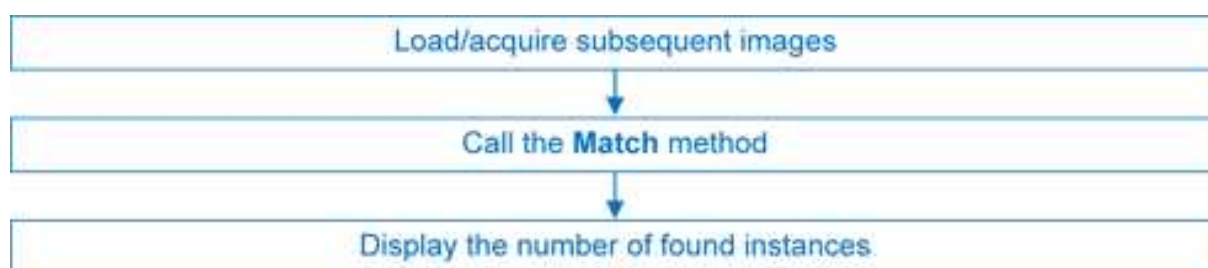 Load/acquire subsequent images
Call the Match method
Display the number of found instances